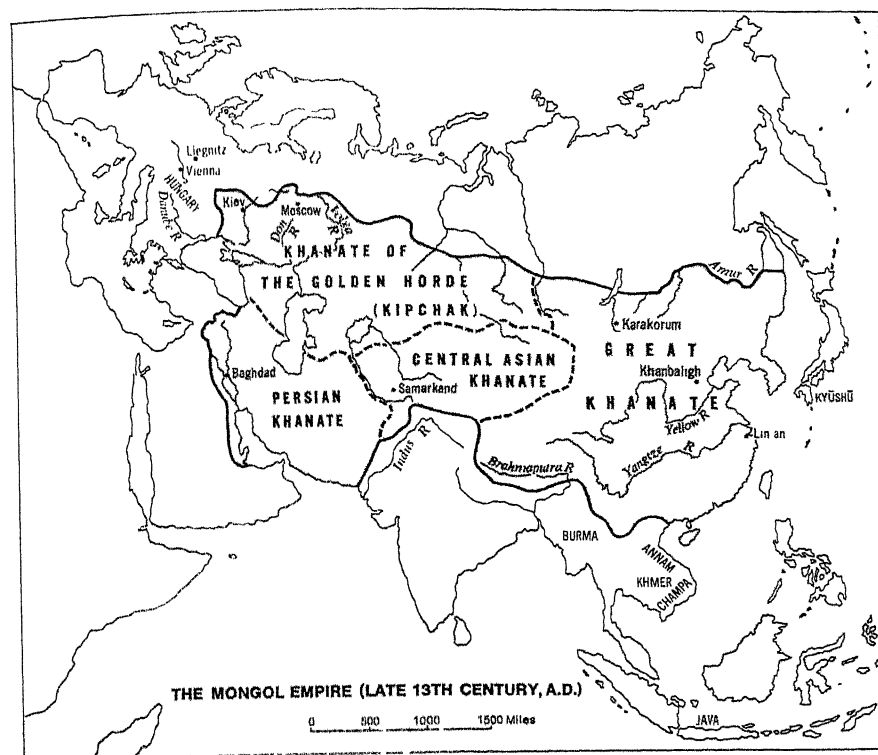 Liegnitz
Vienna
HUNGARY
Danube R
Kiev
Moscow
Don R
Volga R
KHANATE OF
THE GOLDEN HORDE
(KIPCHAK)
Amur R
Karakorum
GREAT
KHANATE
Khanbaligh
CENTRAL ASIAN
KHANATE
Samarkand
Baghdad
PERSIAN
KHANATE
KYŪSHŪ
Yellow R
Lin an
Yangtze R
Indus R
Brahmaputra R
BURMA
ANNAM
KHMER
CHAMPA
THE MONGOL EMPIRE (LATE 13TH CENTURY, A.D.)
0 500 1000 1500 Miles
JAVA